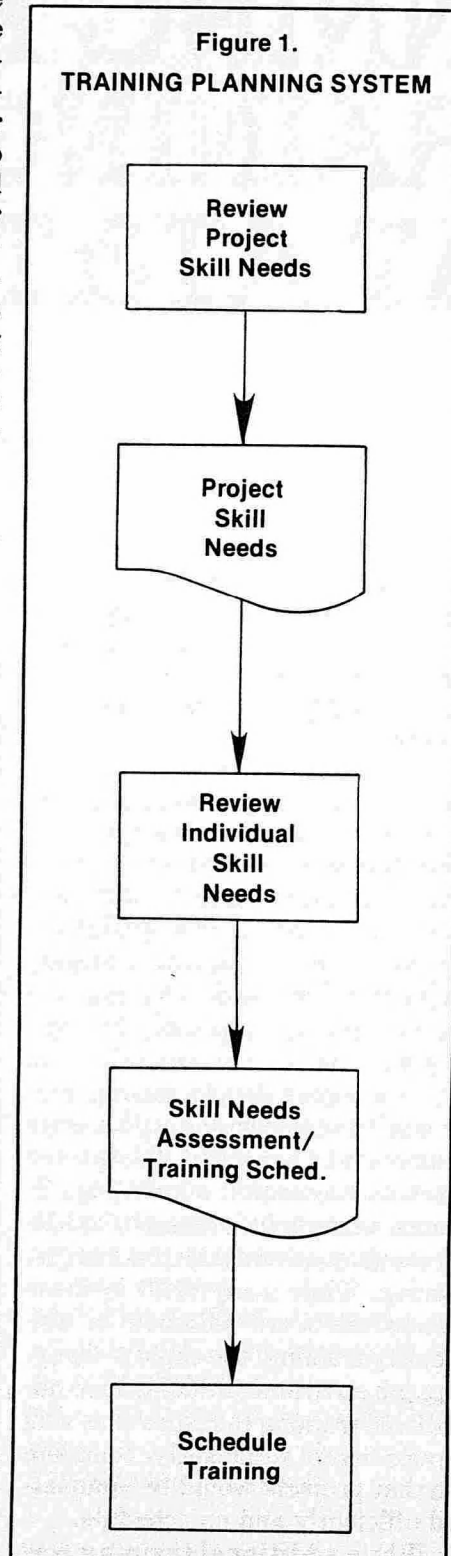 Figure 1.
TRAINING PLANNING SYSTEM
Review
Project
Skill Needs
Project
Skill
Needs
Review
Individual
Skill
Needs
Skill Needs
Assessment/
Training Sched.
Schedule
Training